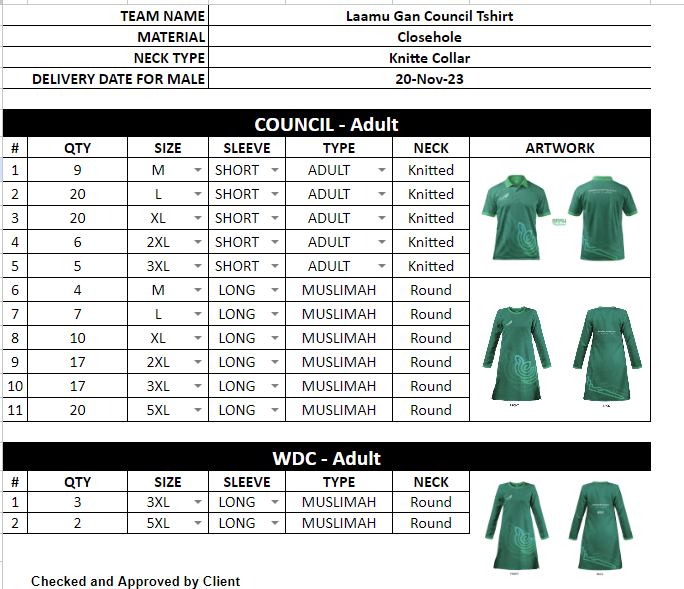 TEAM NAME Laamu Gan Council Tshirt
MATERIAL Closehole
NECK TYPE Knitte Collar
DELIVERY DATE FOR MALE 20-Nov-23
COUNCIL - Adult
# QTY SIZE SLEEVE TYPE NECK ARTWORK
1 9 M SHORT ADULT Knitted
2 20 L SHORT ADULT Knitted
3 20 XL SHORT ADULT Knitted
4 6 2XL SHORT ADULT Knitted
5 5 3XL SHORT ADULT Knitted
6 4 M LONG MUSLIMAH Round
7 7 L LONG MUSLIMAH Round
8 10 XL LONG MUSLIMAH Round
9 17 2XL LONG MUSLIMAH Round
10 17 3XL LONG MUSLIMAH Round
11 20 5XL LONG MUSLIMAH Round
WDC - Adult
# QTY SIZE SLEEVE TYPE NECK
1 3 3XL LONG MUSLIMAH Round
2 2 5XL LONG MUSLIMAH Round
Checked and Approved by Client